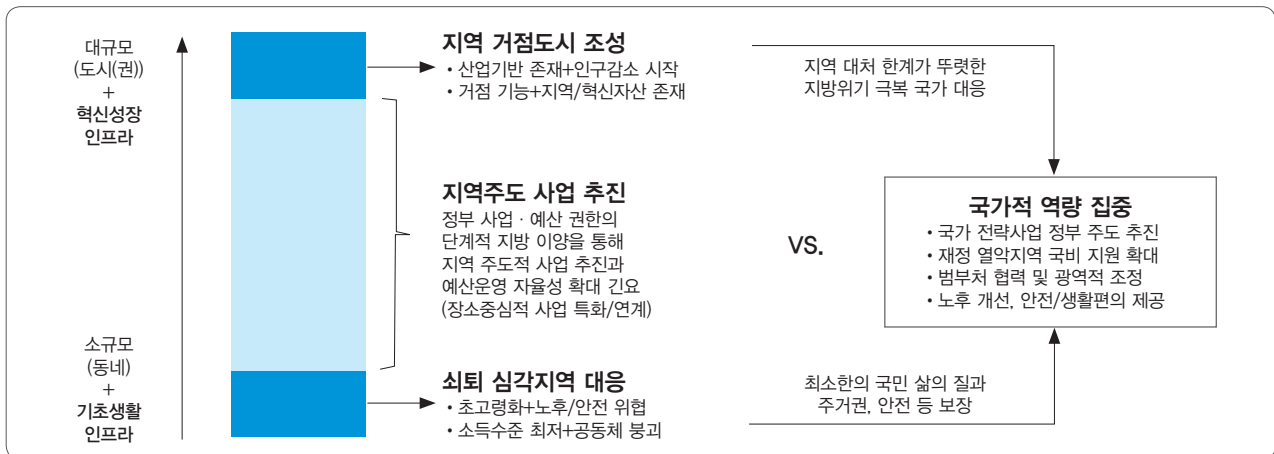 대규모
(도시(권))
+
혁신성장
인프라
소규모
(동네)
+
기초생활
인프라
지역 거점도시 조성
• 산업기반 존재+인구감소 시작
• 거점 기능+지역/혁신자산 존재
지역주도 사업 추진
정부 사업 · 예산 권한의
단계적 지방 이양을 통해
지역 주도적 사업 추진과
예산운영 자율성 확대 긴요
(장소중심적 사업 특화/연계)
쇠퇴 심각지역 대응
• 초고령화+노후/안전 위협
• 소득수준 최저+공동체 붕괴
VS.
지역 대처 한계가 뚜렷한
지방위기 극복 국가 대응
국가적 역량 집중
• 국가 전략사업 정부 주도 추진
• 재정 열악지역 국비 지원 확대
• 범부처 협력 및 광역적 조정
• 노후 개선, 안전/생활편의 제공
최소한의 국민 삶의 질과
주거권, 안전 등 보장